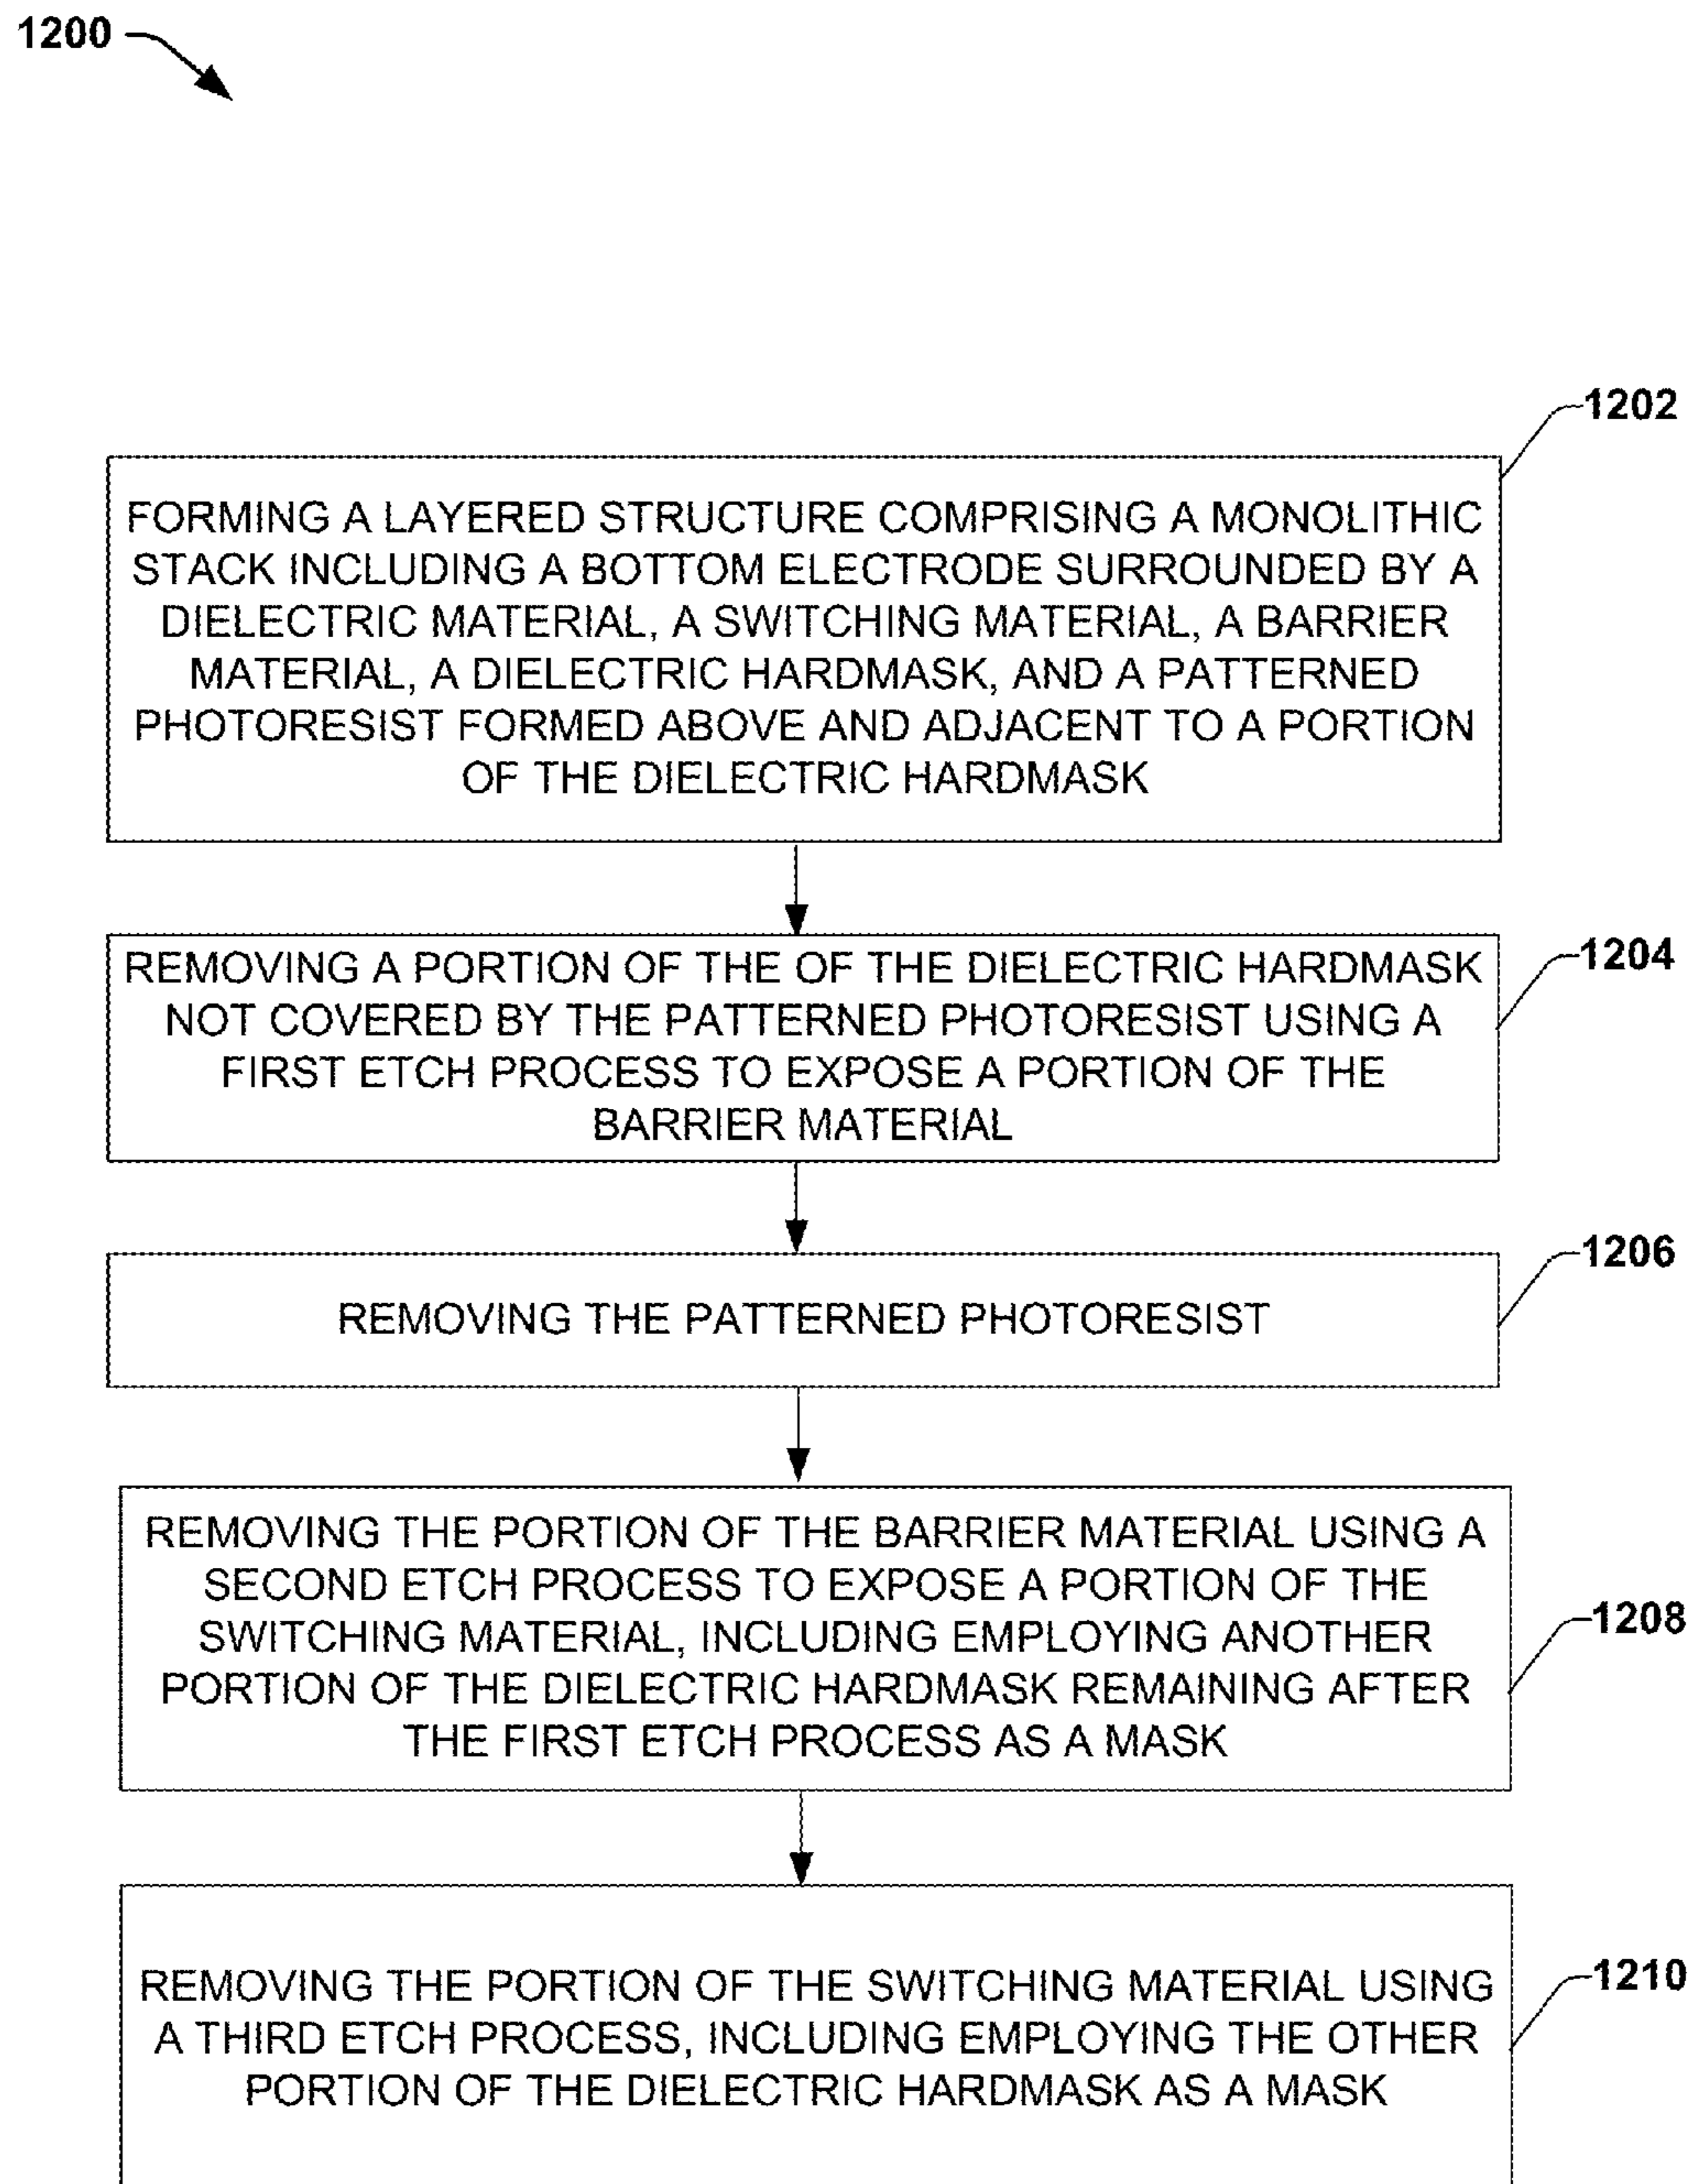 1200
1202
FORMING A LAYERED STRUCTURE COMPRISING A MONOLITHIC
STACK INCLUDING A BOTTOM ELECTRODE SURROUNDED BY A
DIELECTRIC MATERIAL, A SWITCHING MATERIAL, A BARRIER
MATERIAL, A DIELECTRIC HARDMASK, AND A PATTERNED
PHOTORESIST FORMED ABOVE AND ADJACENT TO A PORTION
OF THE DIELECTRIC HARDMASK
1204
REMOVING A PORTION OF THE OF THE DIELECTRIC HARDMASK
NOT COVERED BY THE PATTERNED PHOTORESIST USING A
FIRST ETCH PROCESS TO EXPOSE A PORTION OF THE
BARRIER MATERIAL
1206
REMOVING THE PATTERNED PHOTORESIST
1208
REMOVING THE PORTION OF THE BARRIER MATERIAL USING A
SECOND ETCH PROCESS TO EXPOSE A PORTION OF THE
SWITCHING MATERIAL, INCLUDING EMPLOYING ANOTHER
PORTION OF THE DIELECTRIC HARDMASK REMAINING AFTER
THE FIRST ETCH PROCESS AS A MASK
1210
REMOVING THE PORTION OF THE SWITCHING MATERIAL USING
A THIRD ETCH PROCESS, INCLUDING EMPLOYING THE OTHER
PORTION OF THE DIELECTRIC HARDMASK AS A MASK